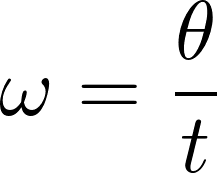 ω = θ/t